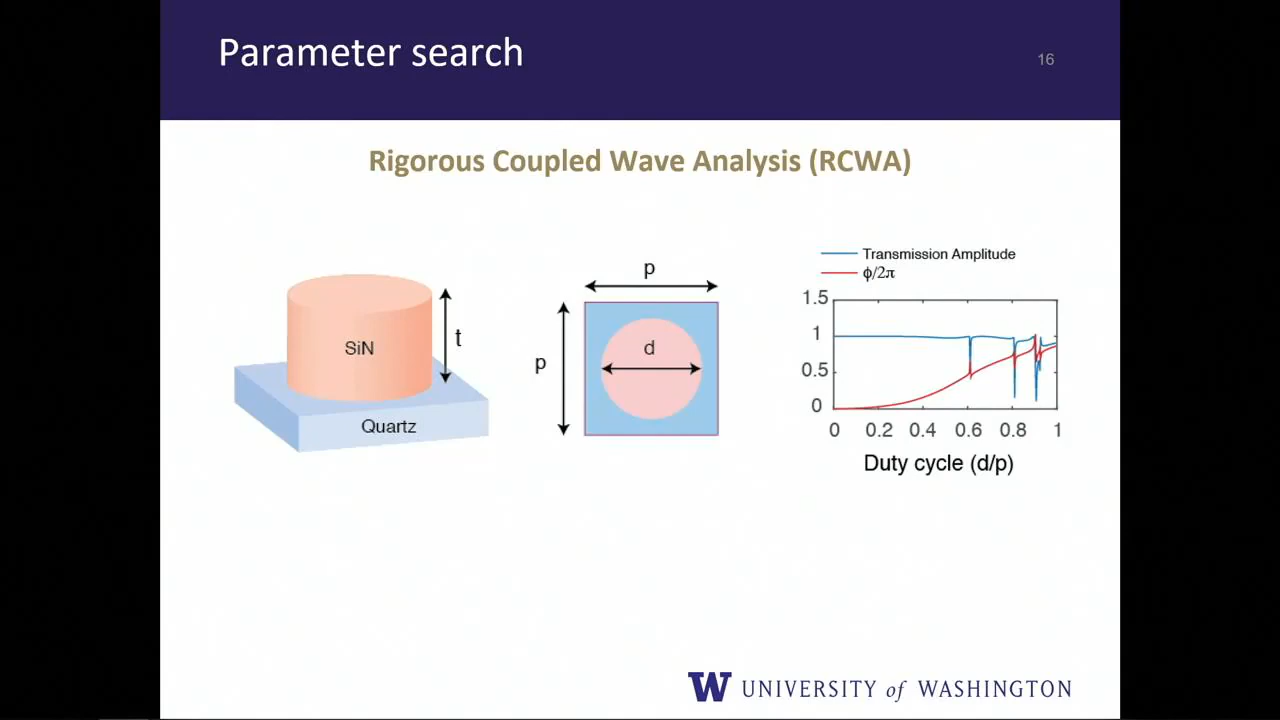 Parameter search
16
Rigorous Coupled Wave Analysis (RCWA)
SiN
t
Quartz
p
p
d
Transmission Amplitude
ϕ/2π
1.5
1
0.5
0
0 0.2 0.4 0.6 0.8 1
Duty cycle (d/p)
W UNIVERSITY of WASHINGTON